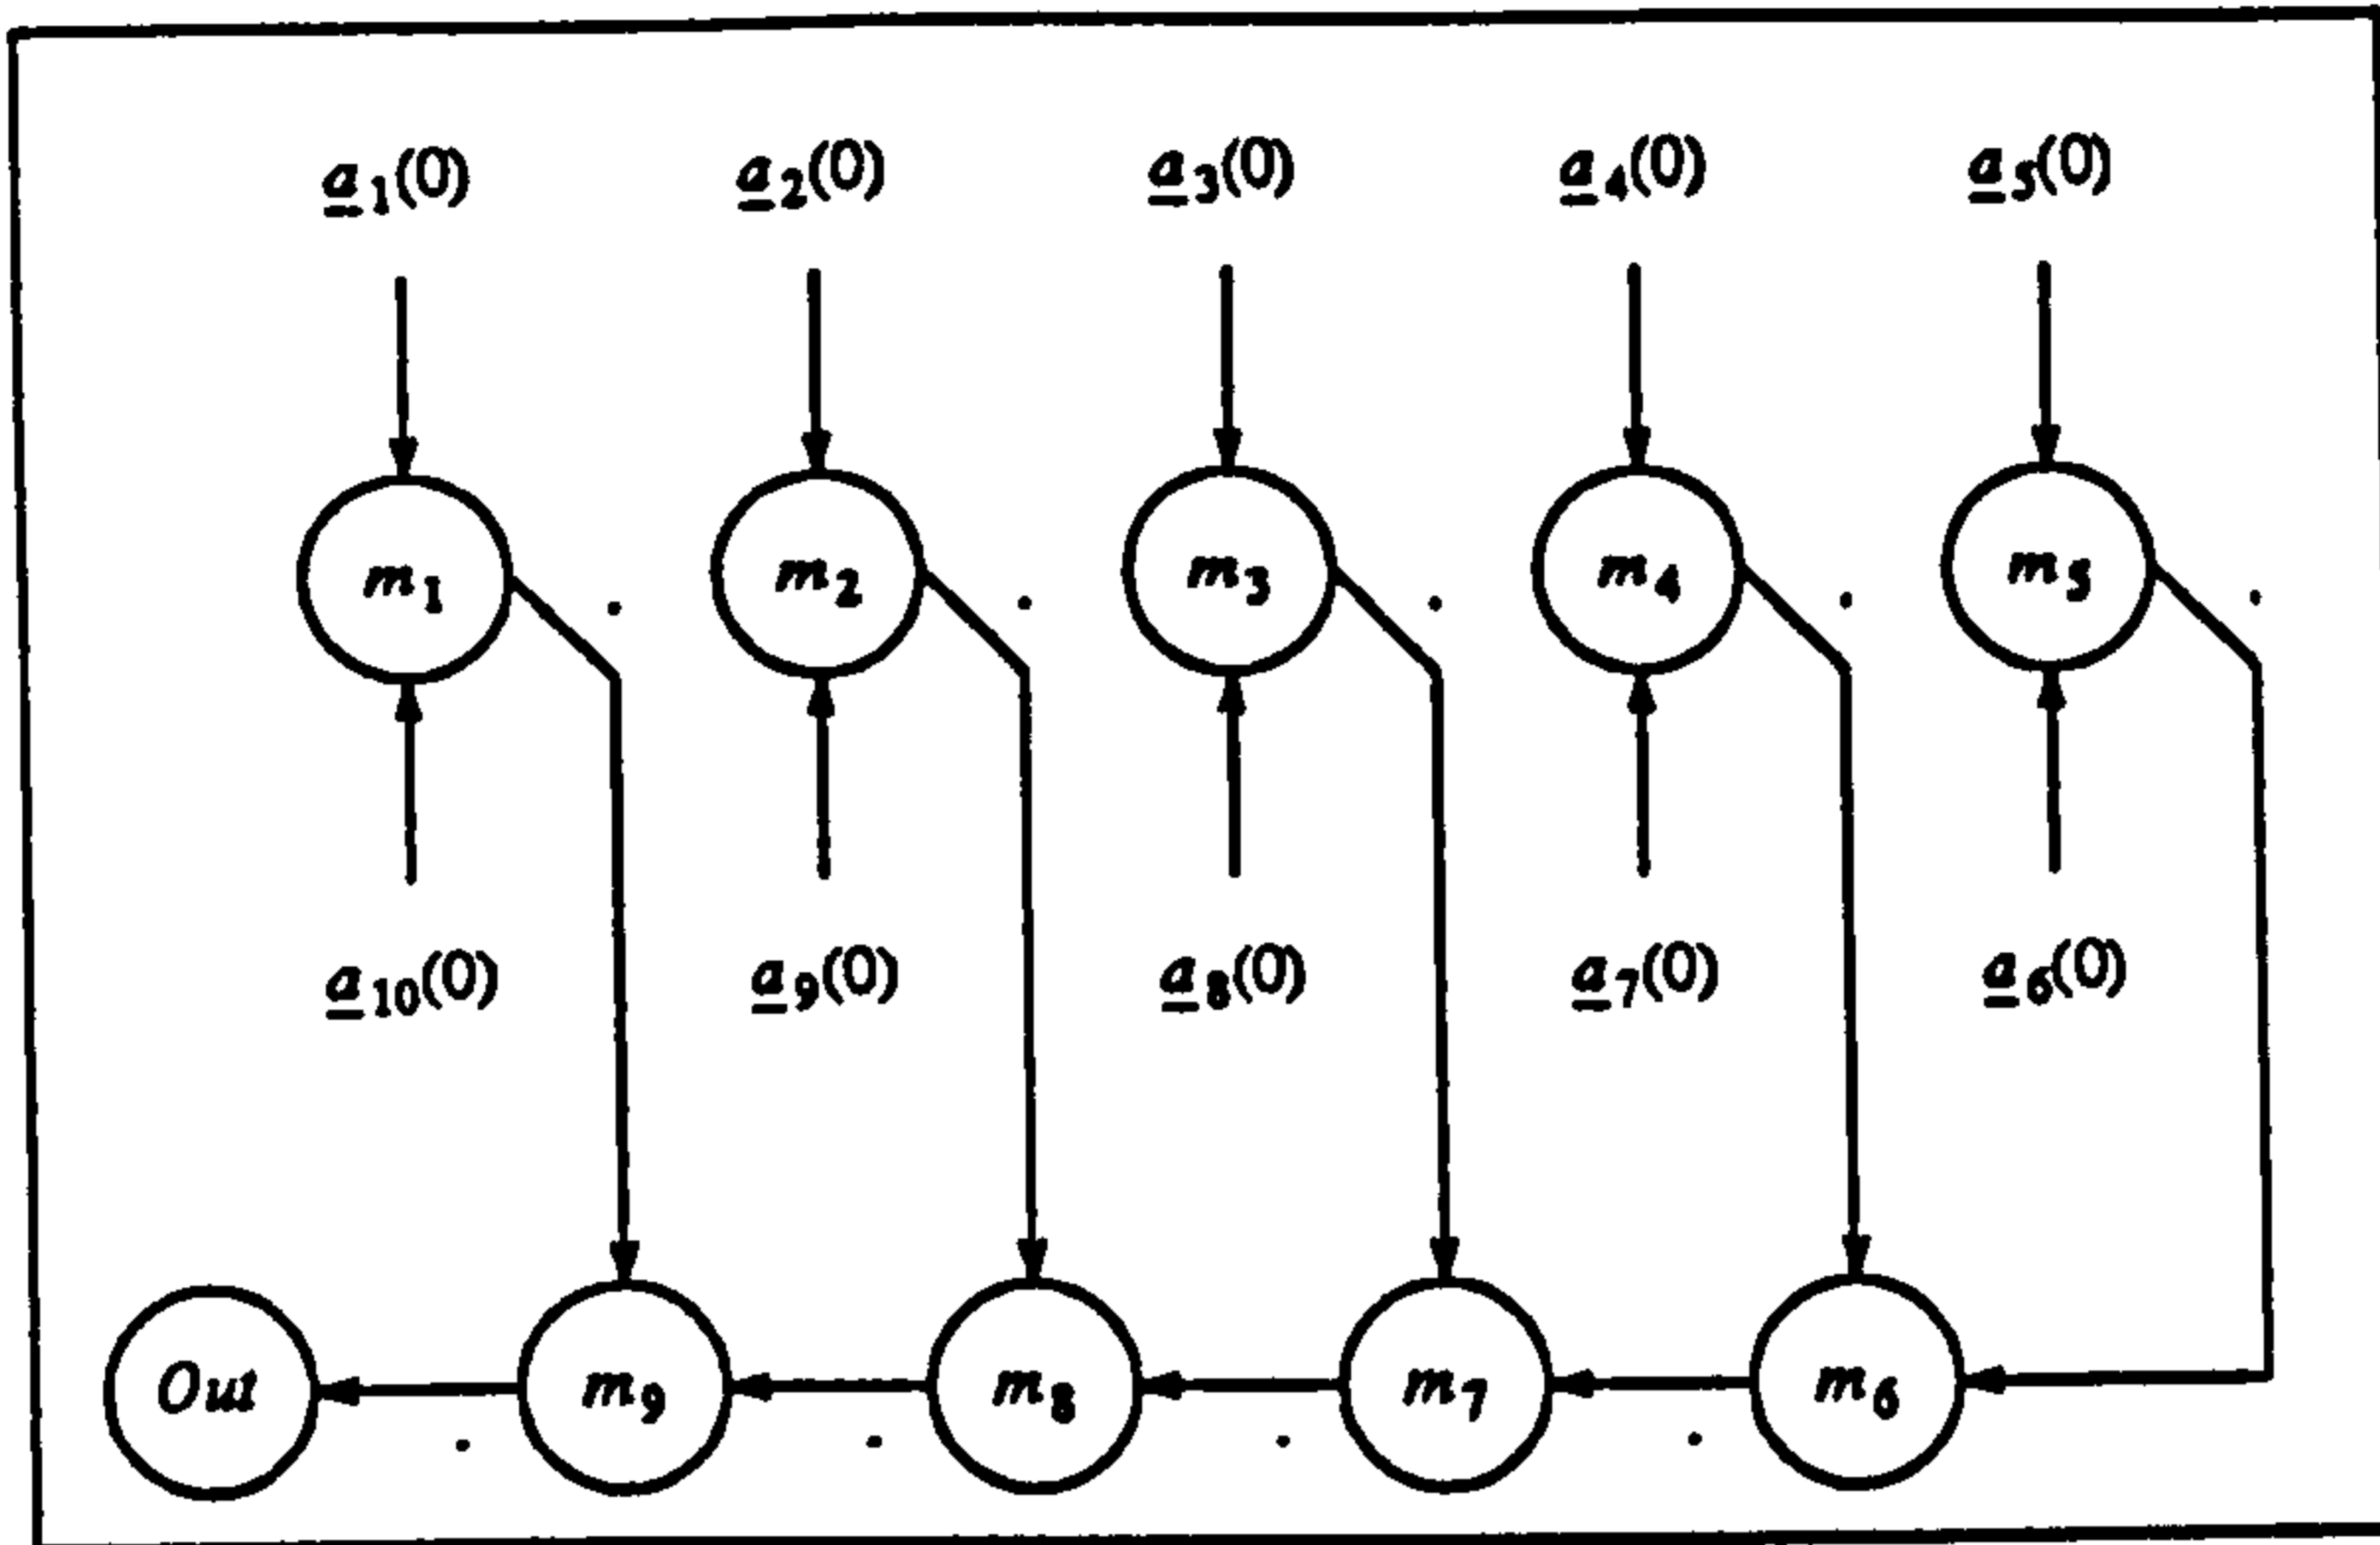 a1(0) a2(0) a3(0) a4(0) a5(0)
m1 m2 m3 m4 m5
a10(0) a9(0) a8(0) a7(0) a6(0)
Out m9 m8 m7 m6